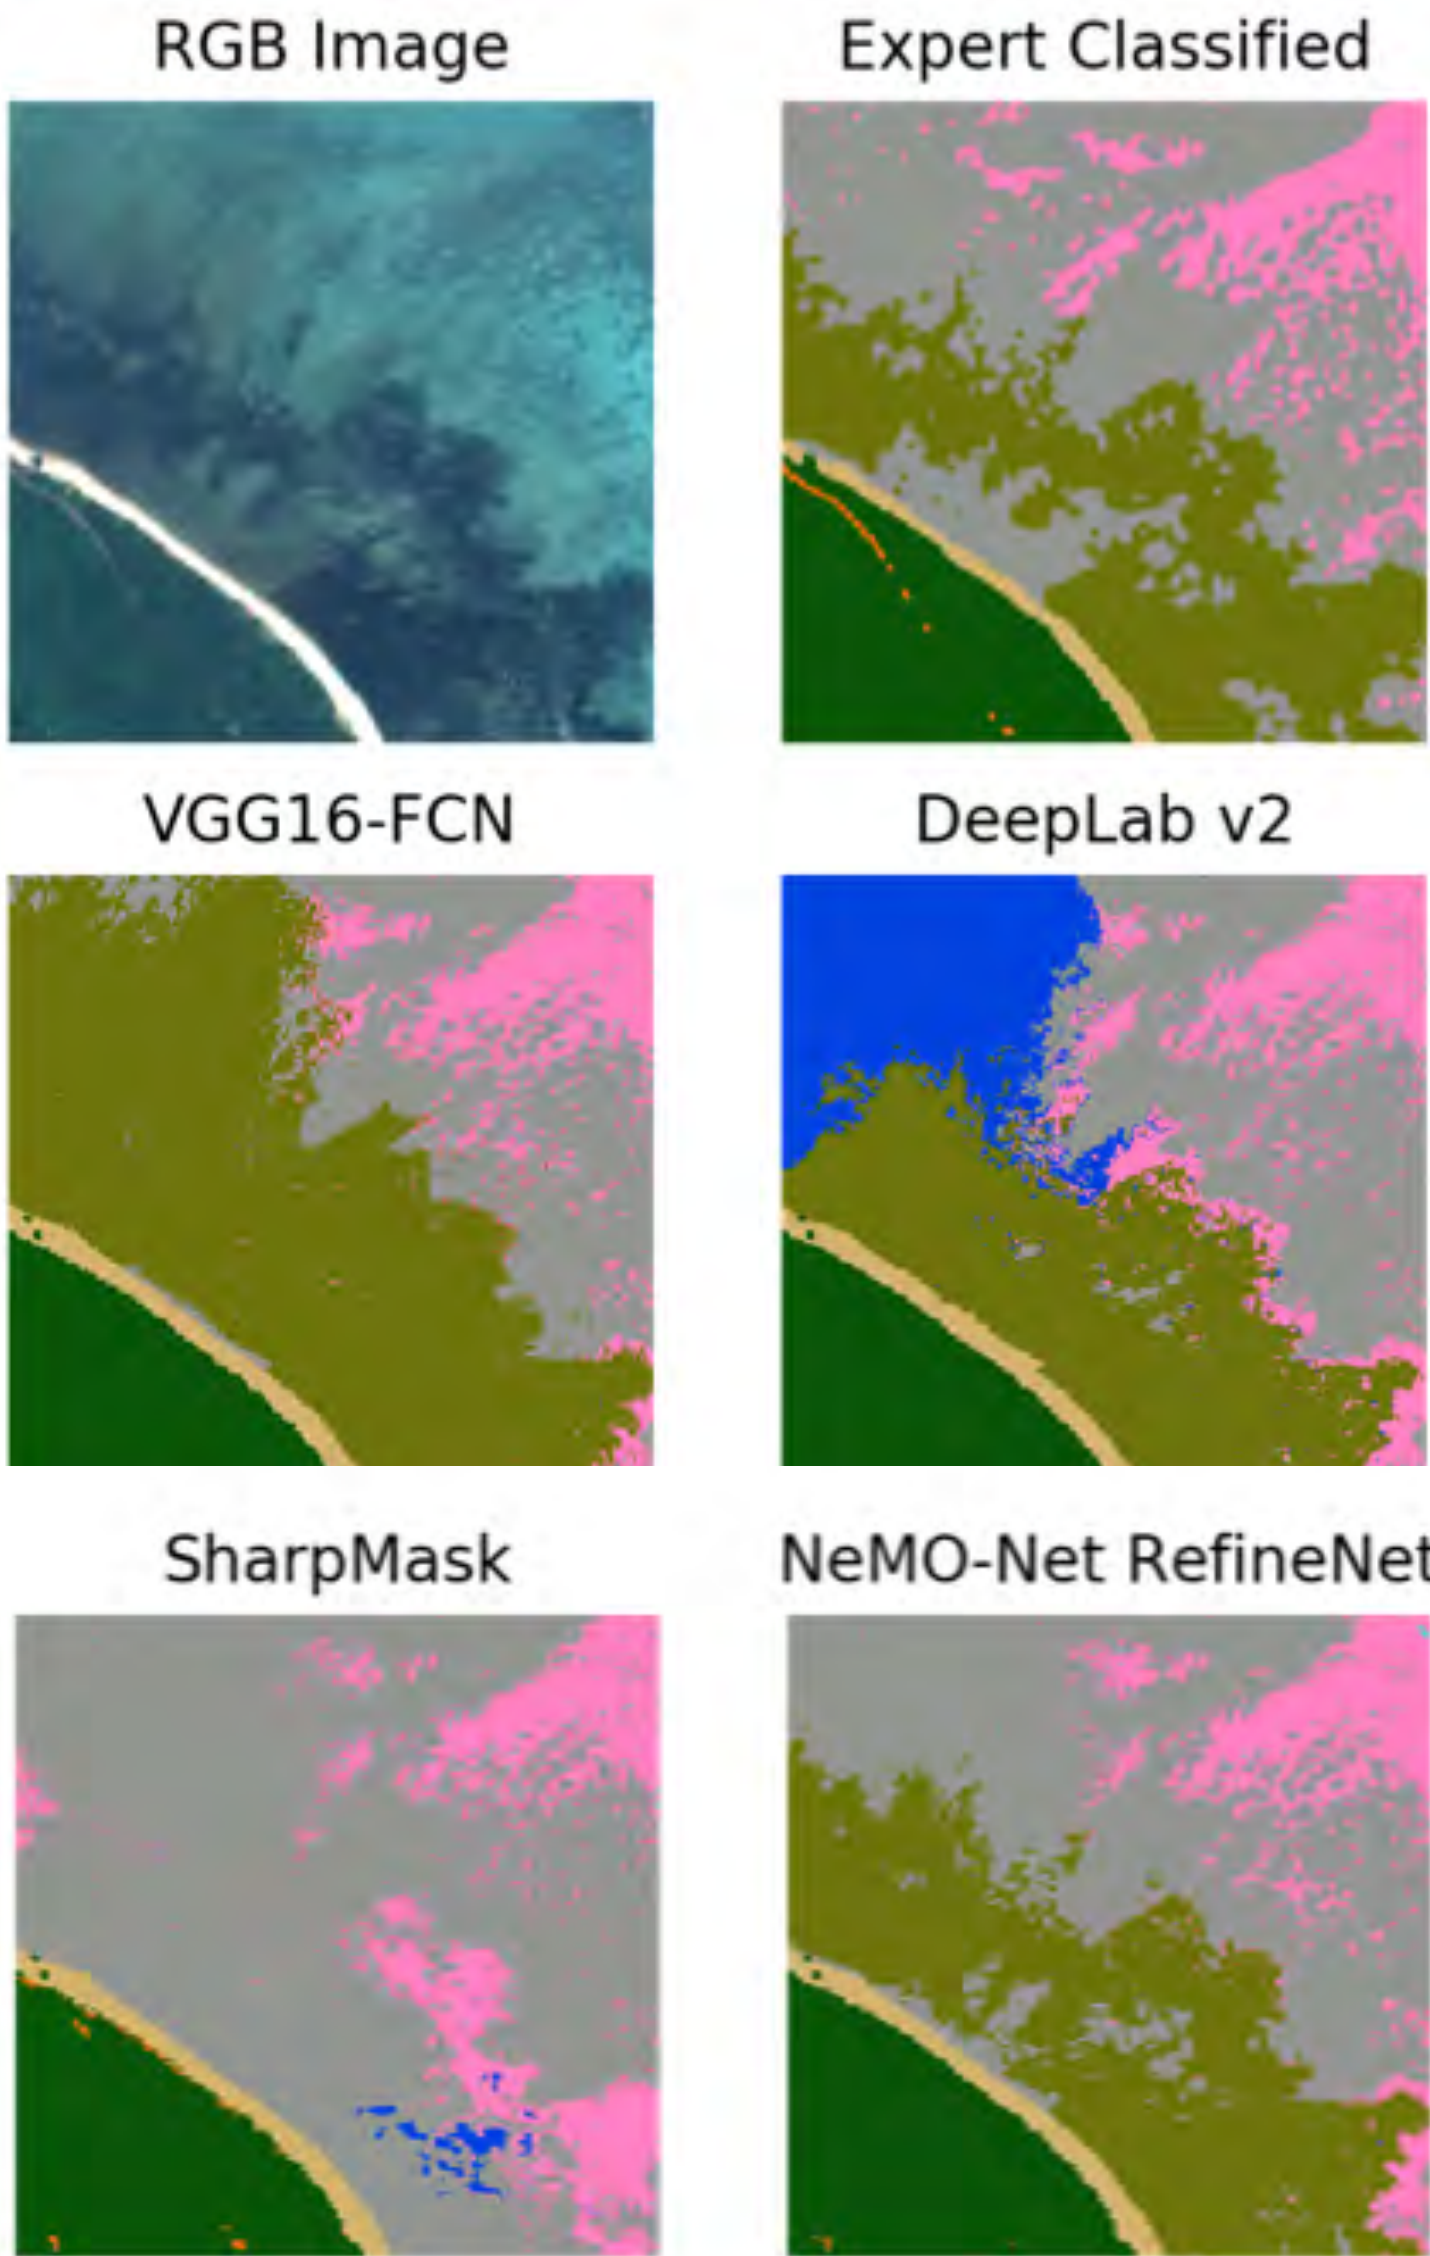 RGB Image
Expert Classified
VGG16-FCN
DeepLab v2
SharpMask
NeMO-Net RefineNet